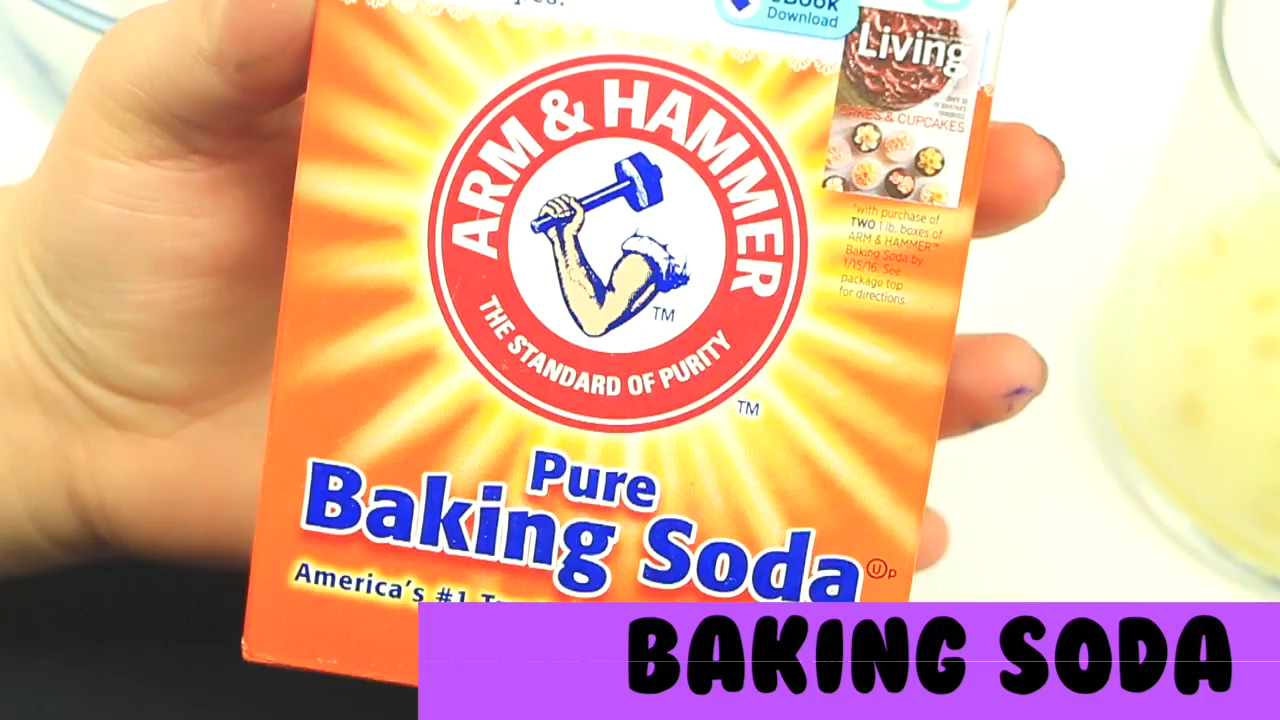 Download
Living
CAKES & CUPCAKES
ARM & HAMMER
THE STANDARD OF PURITY
TM
TM
*with purchase of
TWO 1 lb. boxes of
ARM & HAMMER™
Baking Soda by
1/15/16. See
package top
for directions.
Pure
Baking Soda
Up
America's #1
BAKING SODA